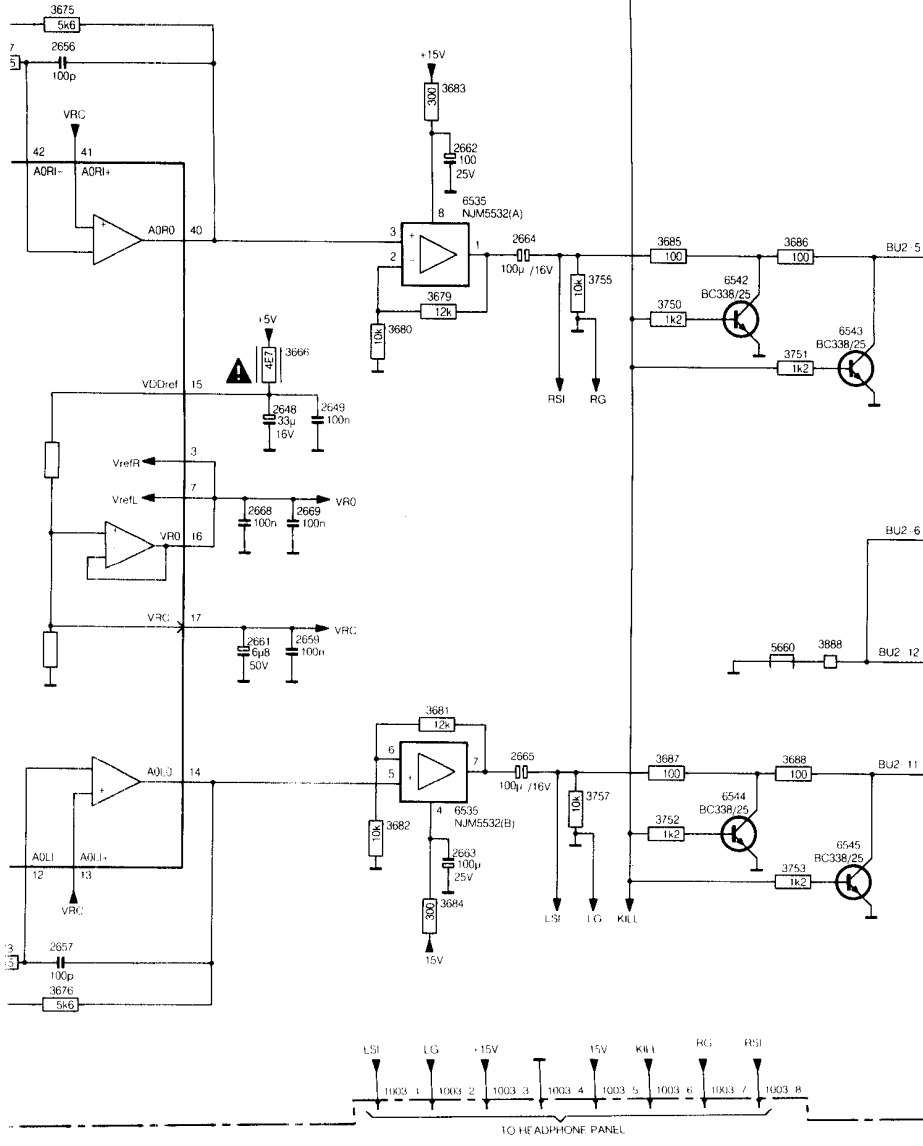 3675
5k6
7
2656
5
100p
+15V
3683
300
VRC
42 41
2662
100
25V
A0RI- A0RI+
6535
NJM5532(A)
8
A0R0 40
3
+
2
-
1
2664
100µ /16V
3685
100
3686
100
BU2-5
6542
BC338/25
3755
10k
3679
12k
3680
10k
3750
1k2
6543
BC338/25
+5V
3666
4E7
3751
1k2
VDDref 15
RSI RG
2648
33µ
16V
2649
100n
3
VrefR
7
VrefL
VR0
2668
100n
2669
100n
VR0 16
BU2-6
VRC 17
VRC
2661
6µ8
50V
2659
100n
5660 3888
BU2-12
3681
12k
6
5
+
7
2665
100µ /16V
3687
100
3688
100
BU2-11
A0L0 14
6544
BC338/25
3757
10k
4
6535
NJM5532(B)
3682
10k
3752
1k2
6545
BC338/25
2663
100µ
25V
A0LI A0LI+
12 13
3753
1k2
VRC
3684
300
LSI LG KILL
15V
2657
100p
3676
5k6
LSI LG +15V 15V KILL RG RSI
1003 1 1003 2 1003 3 1003 4 1003 5 1003 6 1003 7 1003 8
TO HEADPHONE PANEL